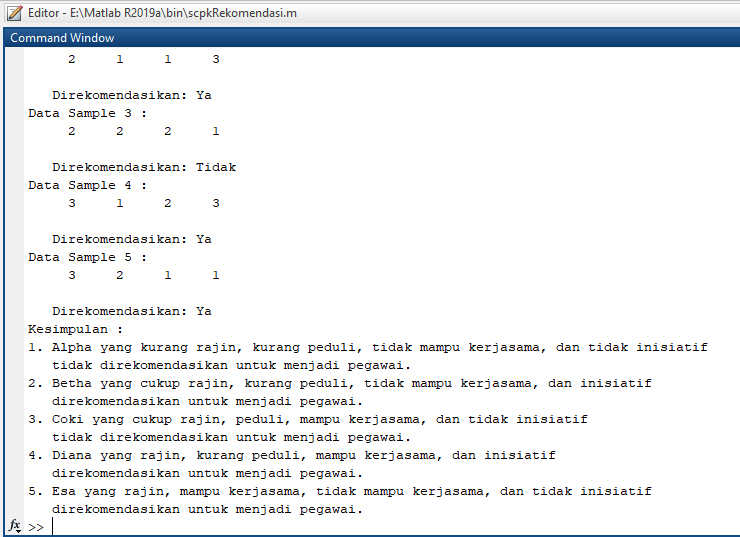 Editor - E:\Matlab R2019a\bin\scpkRekomendasi.m
Command Window
2 1 1 3
Direkomendasikan: Ya
Data Sample 3 :
2 2 2 1
Direkomendasikan: Tidak
Data Sample 4 :
3 1 2 3
Direkomendasikan: Ya
Data Sample 5 :
3 2 1 1
Direkomendasikan: Ya
Kesimpulan :
1. Alpha yang kurang rajin, kurang peduli, tidak mampu kerjasama, dan tidak inisiatif
tidak direkomendasikan untuk menjadi pegawai.
2. Betha yang cukup rajin, kurang peduli, tidak mampu kerjasama, dan inisiatif
direkomendasikan untuk menjadi pegawai.
3. Coki yang cukup rajin, peduli, mampu kerjasama, dan tidak inisiatif
tidak direkomendasikan untuk menjadi pegawai.
4. Diana yang rajin, kurang peduli, mampu kerjasama, dan inisiatif
direkomendasikan untuk menjadi pegawai.
5. Esa yang rajin, mampu kerjasama, tidak mampu kerjasama, dan tidak inisiatif
direkomendasikan untuk menjadi pegawai.
fx >>